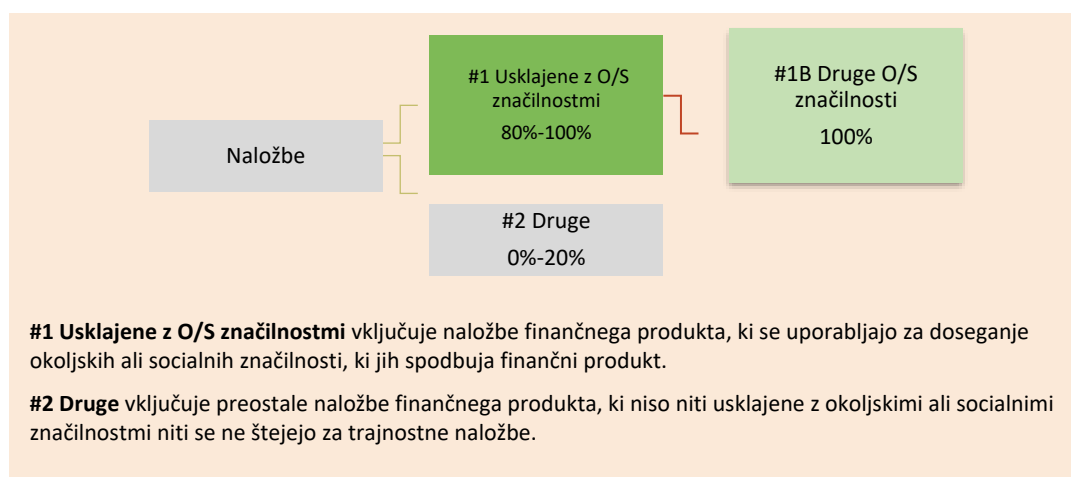 #1 Usklajene z O/S
značilnostmi
80%-100%
#1B Druge O/S
značilnosti
100%
Naložbe
#2 Druge
0%-20%
#1 Usklajene z O/S značilnostmi vključuje naložbe finančnega produkta, ki se uporabljajo za doseganje
okoljskih ali socialnih značilnosti, ki jih spodbuja finančni produkt.
#2 Druge vključuje preostale naložbe finančnega produkta, ki niso niti usklajene z okoljskimi ali socialnimi
značilnostmi niti se ne štejejo za trajnostne naložbe.